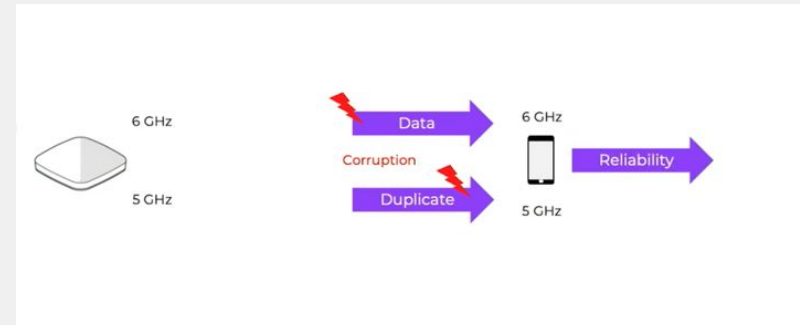 6 GHz
5 GHz
Data
Corruption
Duplicate
6 GHz
5 GHz
Reliability